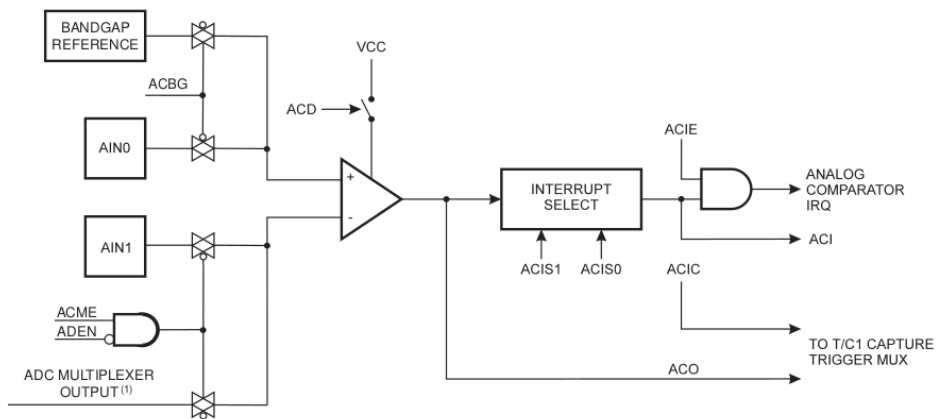 BANDGAP
REFERENCE
VCC
ACBG
ACD
ACIE
AIN0
+
-
INTERRUPT
SELECT
ANALOG
COMPARATOR
IRQ
ACI
AIN1
ACIS1
ACIS0
ACIC
ACME
ADEN
TO T/C1 CAPTURE
TRIGGER MUX
ADC MULTIPLEXER
OUTPUT (1)
ACO